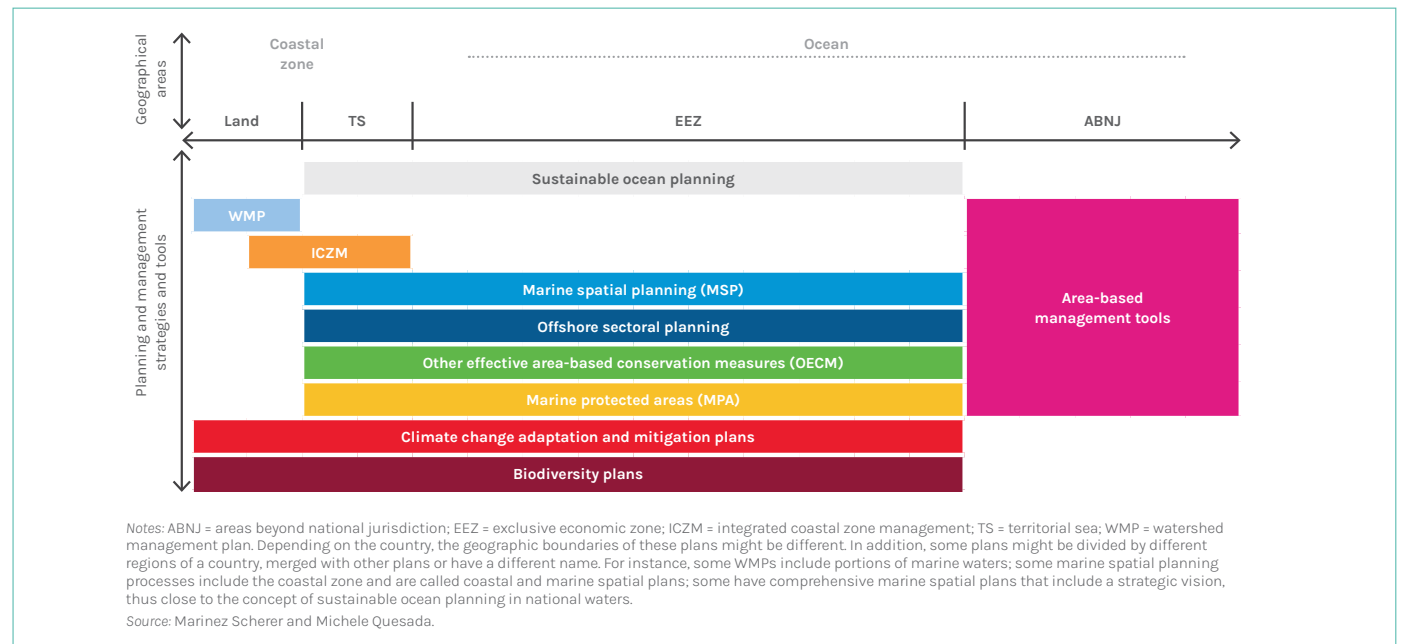 Geographical
areas
Coastal
zone
Ocean
Land
TS
EEZ
ABNJ
Planning and management
strategies and tools
Sustainable ocean planning
WMP
ICZM
Marine spatial planning (MSP)
Offshore sectoral planning
Other effective area-based conservation measures (OECM)
Marine protected areas (MPA)
Climate change adaptation and mitigation plans
Biodiversity plans
Area-based
management tools
Notes: ABNJ = areas beyond national jurisdiction; EEZ = exclusive economic zone; ICZM = integrated coastal zone management; TS = territorial sea; WMP = watershed
management plan. Depending on the country, the geographic boundaries of these plans might be different. In addition, some plans might be divided by different
regions of a country, merged with other plans or have a different name. For instance, some WMPs include portions of marine waters; some marine spatial planning
processes include the coastal zone and are called coastal and marine spatial plans; some have comprehensive marine spatial plans that include a strategic vision,
thus close to the concept of sustainable ocean planning in national waters.
Source: Marinez Scherer and Michele Quesada.